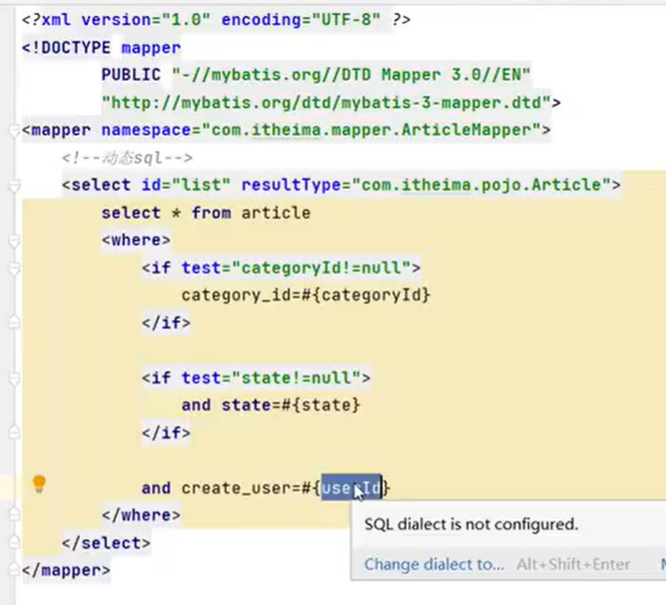 <?xml version="1.0" encoding="UTF-8" ?>
<!DOCTYPE mapper
PUBLIC "-//mybatis.org//DTD Mapper 3.0//EN"
"http://mybatis.org/dtd/mybatis-3-mapper.dtd">
<mapper namespace="com.itheima.mapper.ArticleMapper">
<!--动态sql-->
<select id="list" resultType="com.itheima.pojo.Article">
select * from article
<where>
<if test="categoryId!=null">
category_id=#{categoryId}
</if>
<if test="state!=null">
and state=#{state}
</if>
and create_user=#{userId}
</where>
SQL dialect is not configured.
</select>
Change dialect to... Alt+Shift+Enter
</mapper>